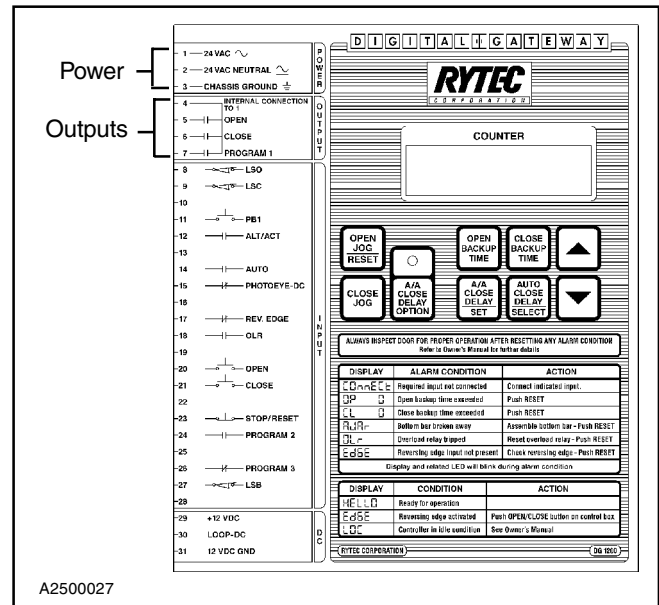 Power
Outputs
1 24 VAC
2 24 VAC NEUTRAL
3 CHASSIS GROUND
POWER
4 INTERNAL CONNECTION TO 1
5 OPEN
6 CLOSE
7 PROGRAM 1
OUTPUT
8 LSO
9 LSC
10
11 PB1
12 ALT/ACT
13
14 AUTO
15 PHOTOEYE-DC
16
17 REV. EDGE
18 OLR
19
20 OPEN
21 CLOSE
22
23 STOP/RESET
24 PROGRAM 2
25
26 PROGRAM 3
27 LSB
28
INPUT
29 +12 VDC
30 LOOP-DC
31 12 VDC GND
DC
DIGITAL GATEWAY
RYTEC
CORPORATION
COUNTER
OPEN JOG RESET
OPEN BACKUP TIME
CLOSE BACKUP TIME
CLOSE JOG
A/A CLOSE DELAY OPTION
A/A CLOSE DELAY SET
AUTO CLOSE DELAY SELECT
ALWAYS INSPECT DOOR FOR PROPER OPERATION AFTER RESETTING ANY ALARM CONDITION
Refer to Owner's Manual for further details
DISPLAY ALARM CONDITION ACTION
COnnECt Required input not connected Connect indicated input.
OP 0 Open backup time exceeded Push RESET
CL 0 Close backup time exceeded Push RESET
AJAr Bottom bar broken away Assemble bottom bar - Push RESET
OLr Overload relay tripped Reset overload relay - Push RESET
EdGE Reversing edge input not present Check reversing edge - Push RESET
Display and related LED will blink during alarm condition
DISPLAY CONDITION ACTION
HELLO Ready for operation
EdGE Reversing edge activated Push OPEN/CLOSE button on control box
LOC Controller in idle condition See Owner's Manual
RYTEC CORPORATION DG 1200
A2500027